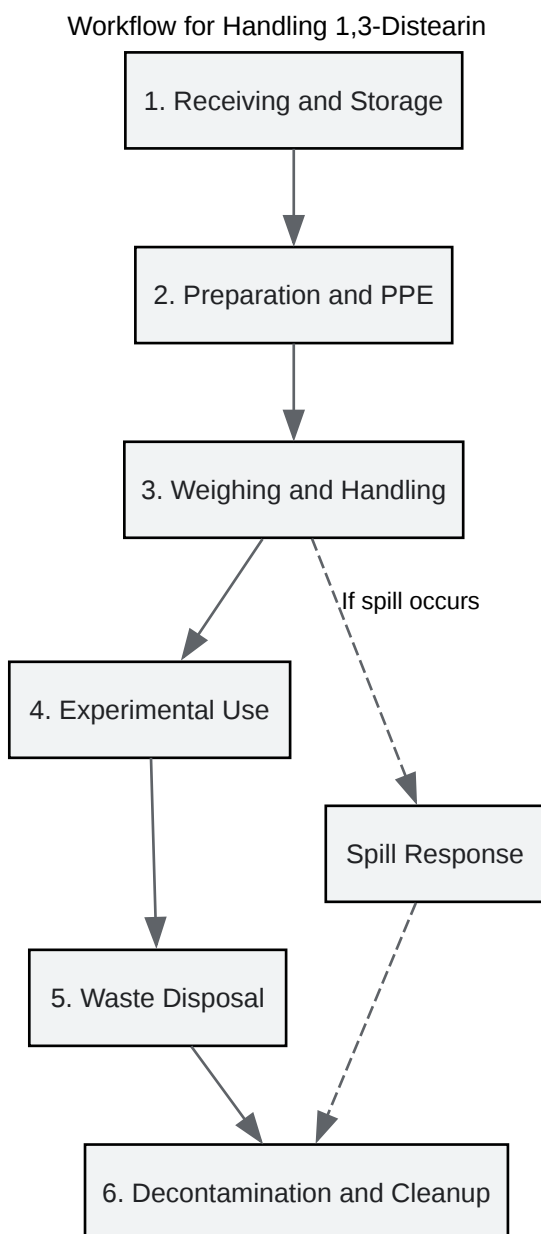 Workflow for Handling 1,3-Distearin
1. Receiving and Storage
2. Preparation and PPE
3. Weighing and Handling
If spill occurs
4. Experimental Use
Spill Response
5. Waste Disposal
6. Decontamination and Cleanup